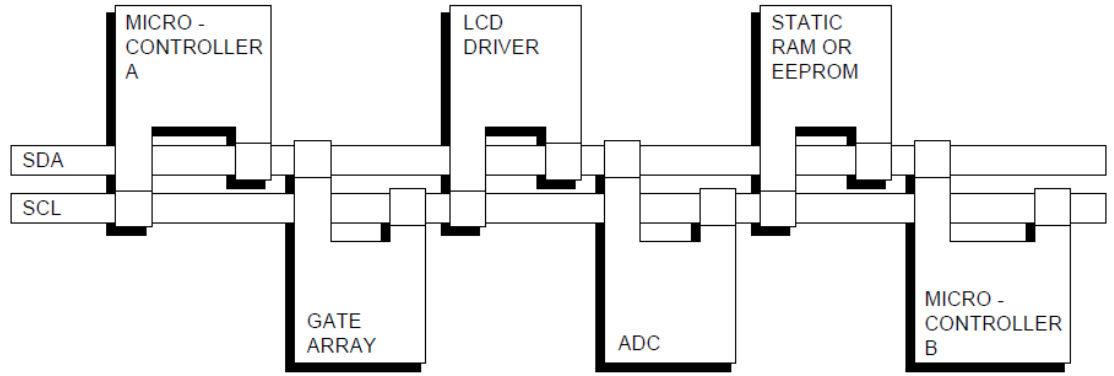 MICRO -
CONTROLLER
A
LCD
DRIVER
STATIC
RAM OR
EEPROM
SDA
SCL
GATE
ARRAY
ADC
MICRO -
CONTROLLER
B